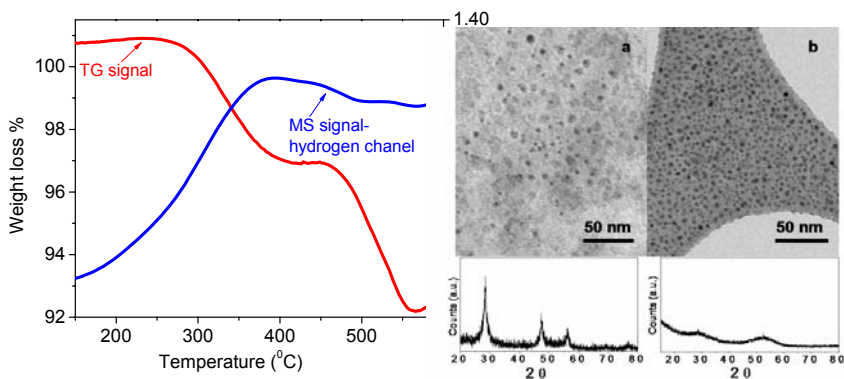 1.40
100
98
96
94
92
Weight loss %
TG signal
MS signal-
hydrogen chanel
200
300
400
500
Temperature (⁰C)
a
50 nm
b
50 nm
Counts (a.u.)
20 30 40 50 60 70 80
2 θ
Counts (a.u.)
20 30 40 50 60 70 80
2 θ